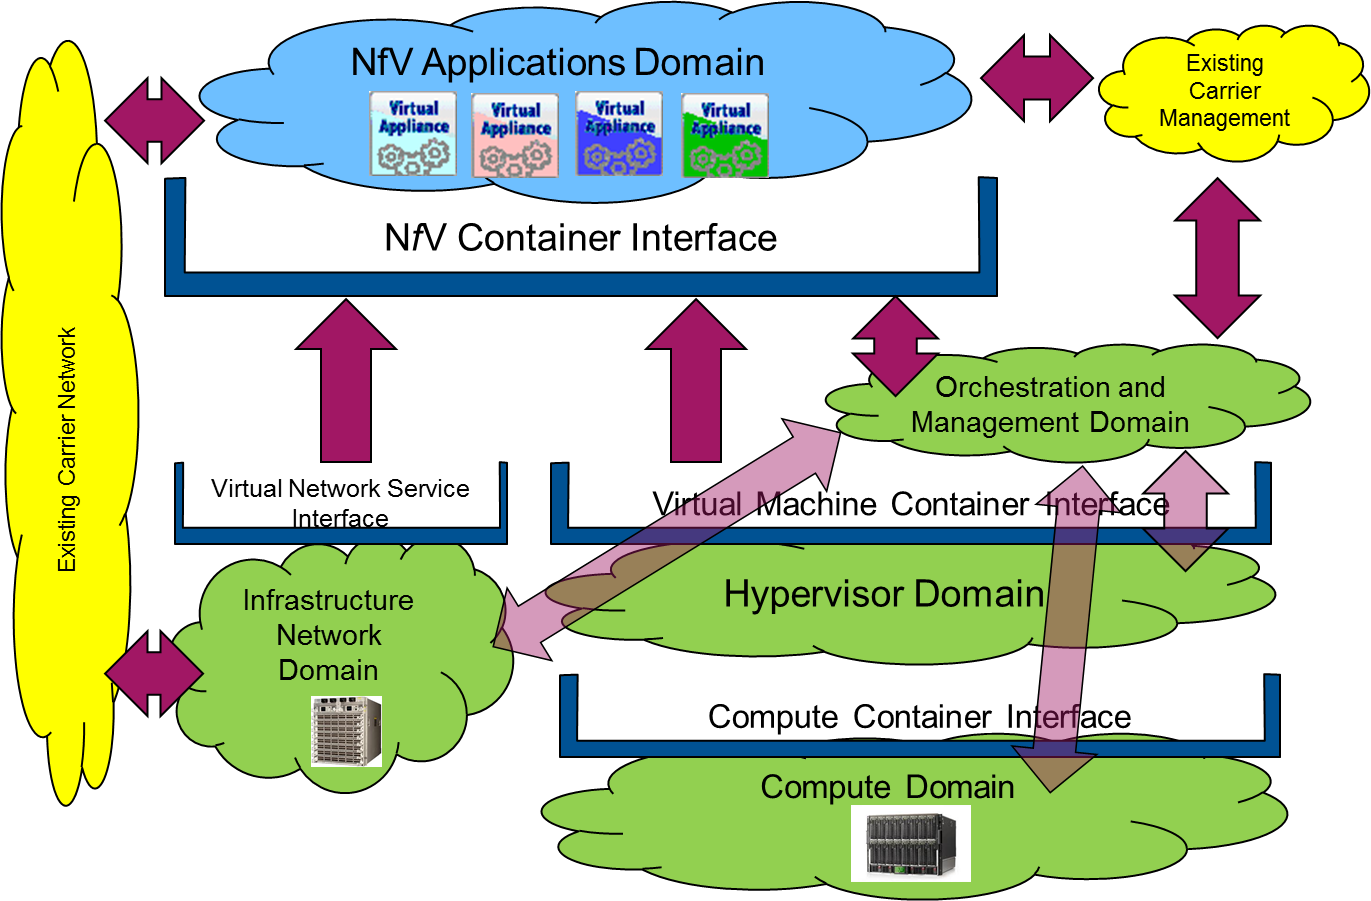 NfV Applications Domain
Virtual
Appliance
Virtual
Appliance
Virtual
Appliance
Virtual
Appliance
Existing
Carrier
Management
NfV Container Interface
Existing Carrier Network
Orchestration and
Management Domain
Virtual Network Service
Interface
Virtual Machine Container Interface
Infrastructure
Network
Domain
Hypervisor Domain
Compute Container Interface
Compute Domain